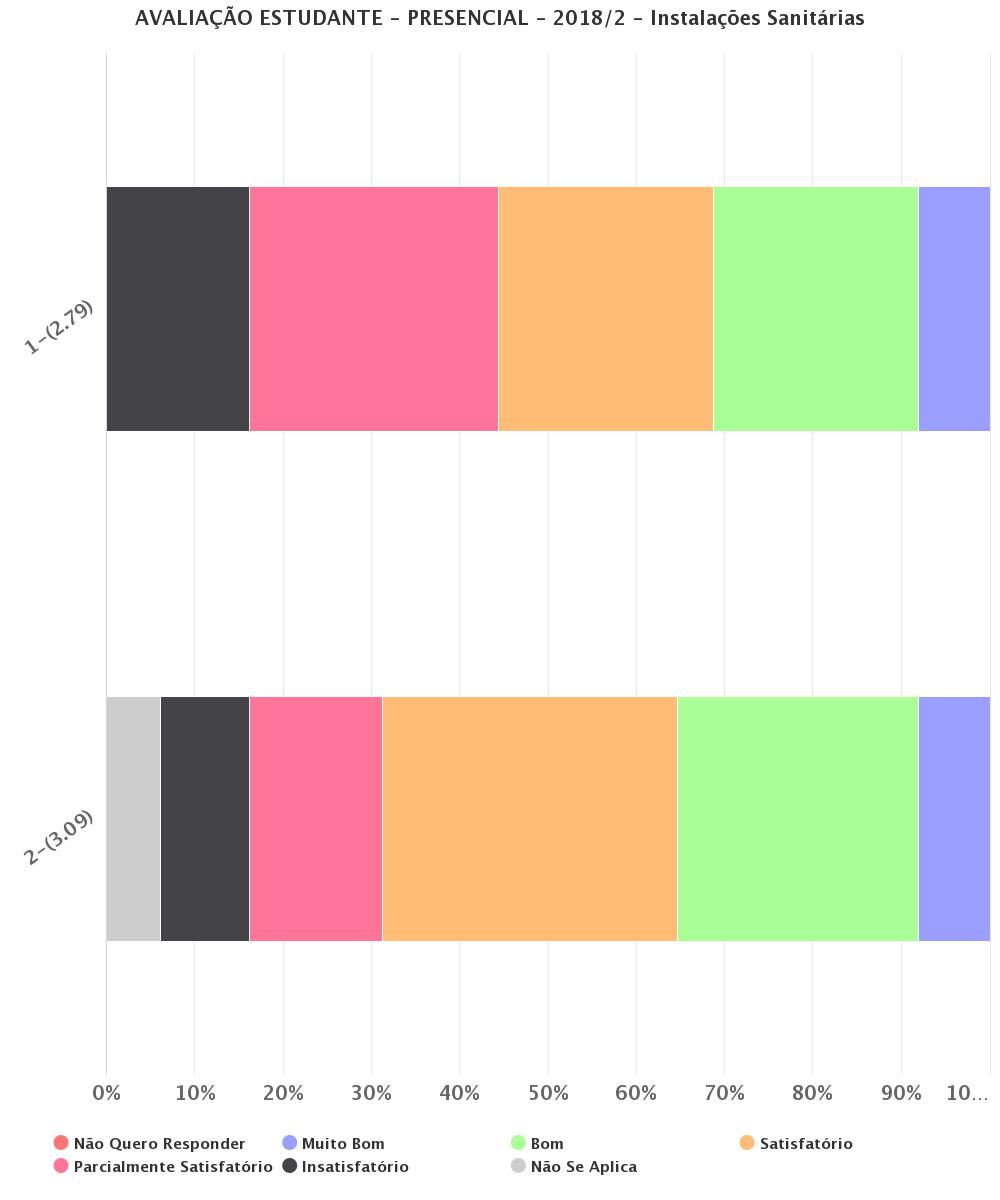 AVALIAÇÃO ESTUDANTE - PRESENCIAL - 2018/2 - Instalações Sanitárias
1-(2.79)
2-(3.09)
0% 10% 20% 30% 40% 50% 60% 70% 80% 90% 10...
Não Quero Responder Muito Bom Bom Satisfatório
Parcialmente Satisfatório Insatisfatório Não Se Aplica